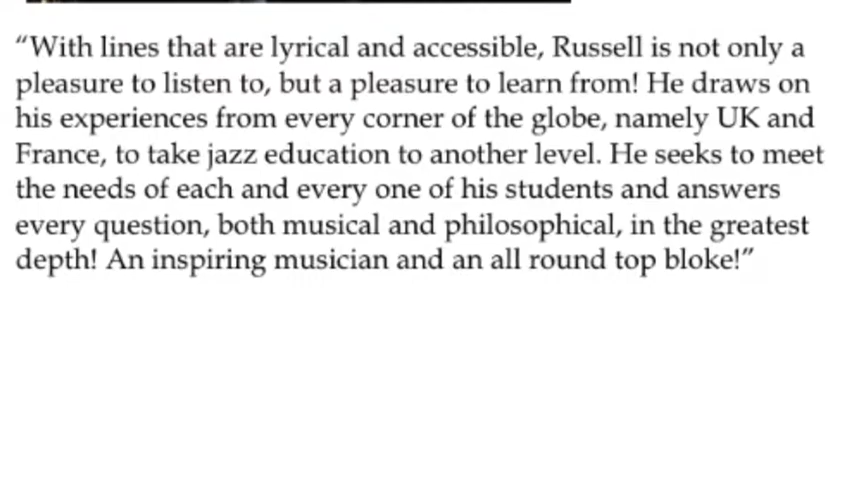 “With lines that are lyrical and accessible, Russell is not only a
pleasure to listen to, but a pleasure to learn from! He draws on
his experiences from every corner of the globe, namely UK and
France, to take jazz education to another level. He seeks to meet
the needs of each and every one of his students and answers
every question, both musical and philosophical, in the greatest
depth! An inspiring musician and an all round top bloke!”